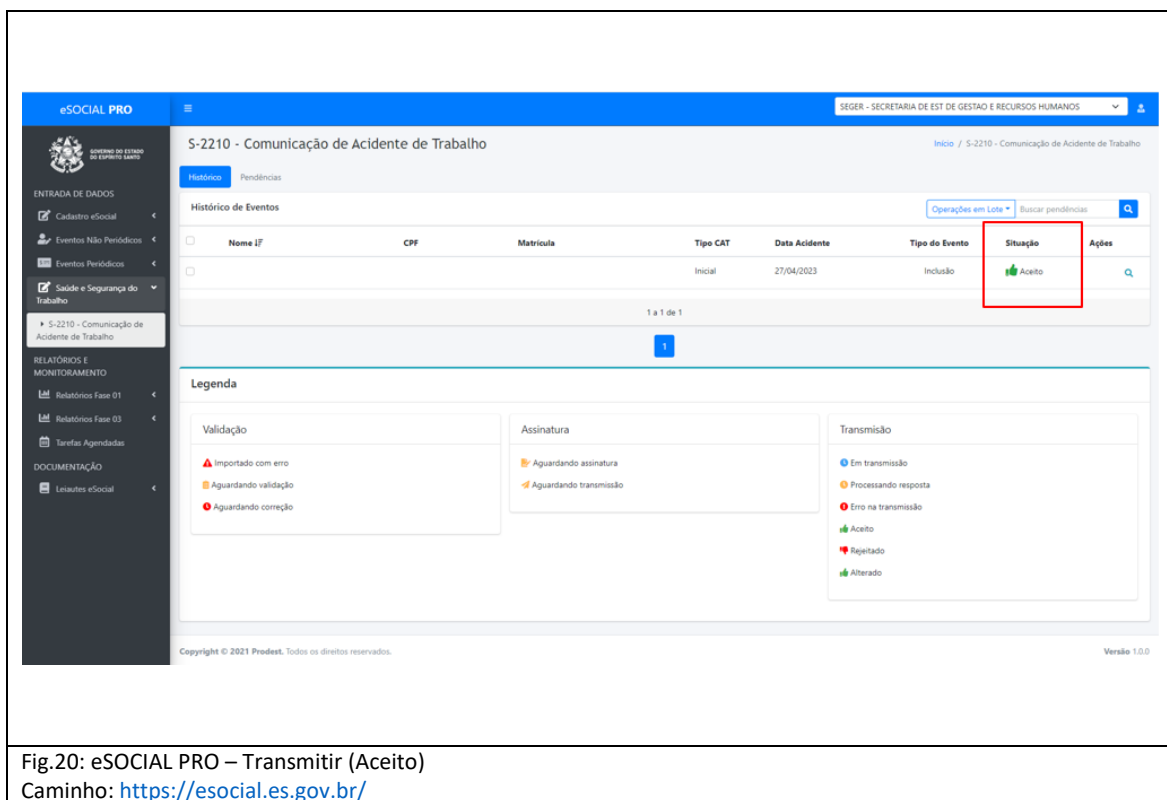 eSOCIAL PRO
SEGER - SECRETARIA DE EST DE GESTAO E RECURSOS HUMANOS
GOVERNO DO ESTADO
DO ESPÍRITO SANTO
S-2210 - Comunicação de Acidente de Trabalho
Início / S-2210 - Comunicação de Acidente de Trabalho
Histórico Pendências
ENTRADA DE DADOS
Cadastro eSocial
Eventos Não Periódicos
Eventos Periódicos
Saúde e Segurança do
Trabalho
S-2210 - Comunicação de
Acidente de Trabalho
RELATÓRIOS E
MONITORAMENTO
Relatórios Fase 01
Relatórios Fase 03
Tarefas Agendadas
DOCUMENTAÇÃO
Leiautes eSocial
Histórico de Eventos
Operações em Lote Buscar pendências
Nome CPF Matrícula Tipo CAT Data Acidente Tipo do Evento Situação Ações
Inicial 27/04/2023 Inclusão Aceito
1 a 1 de 1
1
Legenda
Validação
Importado com erro
Aguardando validação
Aguardando correção
Assinatura
Aguardando assinatura
Aguardando transmissão
Transmisão
Em transmissão
Processando resposta
Erro na transmissão
Aceito
Rejeitado
Alterado
Copyright © 2021 Prodest. Todos os direitos reservados.
Versão 1.0.0
Fig.20: eSOCIAL PRO – Transmitir (Aceito)
Caminho: https://esocial.es.gov.br/